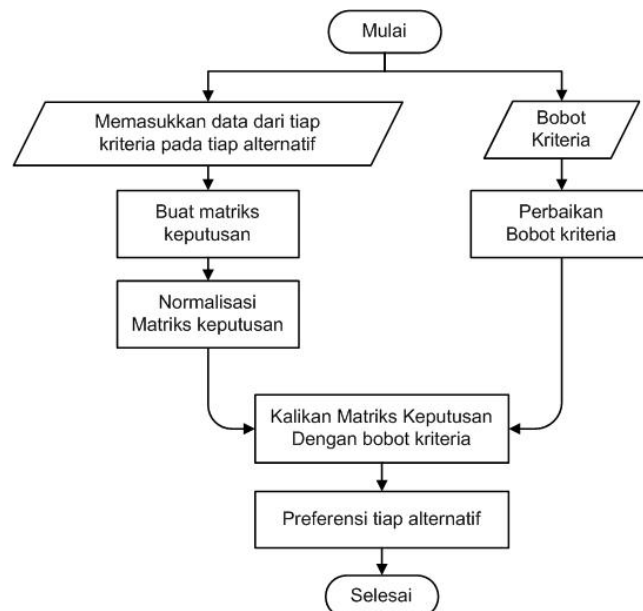 Mulai
Memasukkan data dari tiap
kriteria pada tiap alternatif
Bobot
Kriteria
Buat matriks
keputusan
Perbaikan
Bobot kriteria
Normalisasi
Matriks keputusan
Kalikan Matriks Keputusan
Dengan bobot kriteria
Preferensi tiap alternatif
Selesai